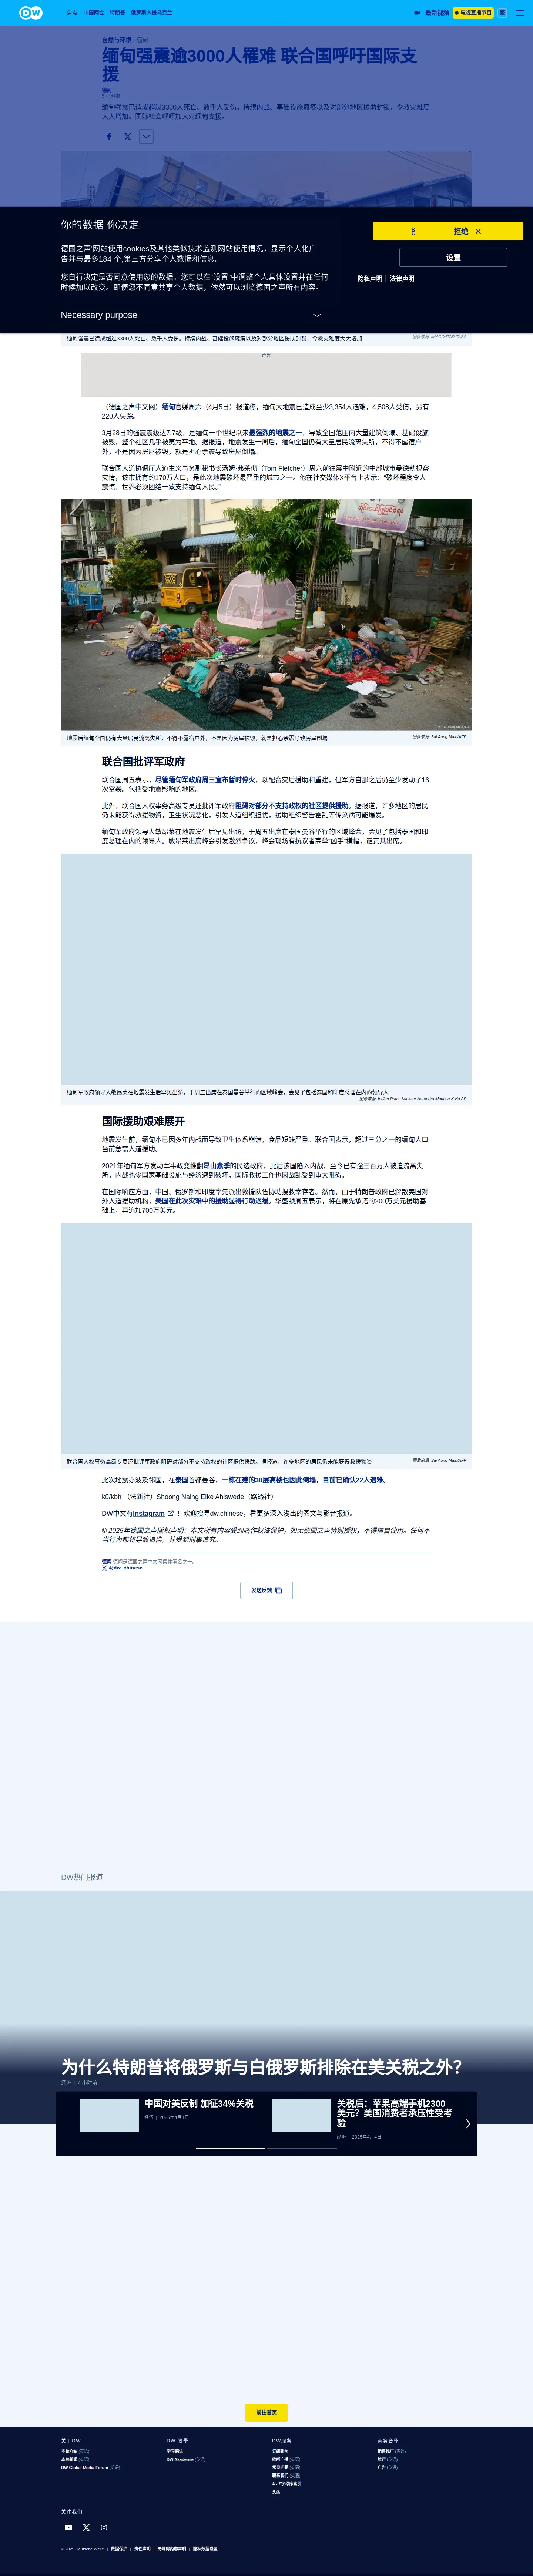 焦点 中国两会 特朗普 俄罗斯入侵乌克兰
最新视频 电视直播节目 繁
自然与环境 | 缅甸
缅甸强震逾3000人罹难 联合国呼吁国际支
援
德闻
5 小时前
缅甸强震已造成超过3300人死亡、数千人受伤。持续内战、基础设施瘫痪以及对部分地区援助封锁，令救灾难度
大大增加。国际社会呼吁加大对缅甸支援。
你的数据 你决定
德国之声网站使用cookies及其他类似技术监测网站使用情况，显示个人化广
告并与最多184 个;第三方分享个人数据和信息。
您自行决定是否同意使用您的数据。您可以在“设置”中调整个人具体设置并在任何
时候加以改变。即便您不同意共享个人数据，依然可以浏览德国之声所有内容。
拒绝
设置
隐私声明 | 法律声明
Necessary purpose
缅甸强震已造成超过3300人死亡、数千人受伤。持续内战、基础设施瘫痪以及对部分地区援助封锁，令救灾难度大大增加
广告
（德国之声中文网）缅甸官媒周六（4月5日）报道称，缅甸大地震已造成至少3,354人遇难，4,508人受伤，另有
220人失踪。
3月28日的强震震级达7.7级，是缅甸一个世纪以来最强烈的地震之一，导致全国范围内大量建筑倒塌、基础设施
被毁，整个社区几乎被夷为平地。据报道，地震发生一周后，缅甸全国仍有大量居民流离失所，不得不露宿户
外，不是因为房屋被毁，就是担心余震导致房屋倒塌。
联合国人道协调厅人道主义事务副秘书长汤姆·弗莱彻（Tom Fletcher）周六前往震中附近的中部城市曼德勒视察
灾情，该市拥有约170万人口，是此次地震破坏最严重的城市之一。他在社交媒体X平台上表示：“破坏程度令人
震惊，世界必须团结一致支持缅甸人民。”
地震后缅甸全国仍有大量居民流离失所，不得不露宿户外，不是因为房屋被毁，就是担心余震导致房屋倒塌
图像来源: Sai Aung Main/AFP
联合国批评军政府
联合国周五表示，尽管缅甸军政府周三宣布暂时停火，以配合灾后援助和重建，但军方自那之后仍至少发动了16
次空袭。包括受地震影响的地区。
此外，联合国人权事务高级专员还批评军政府阻碍对部分不支持政权的社区提供援助。据报道，许多地区的居民
仍未能获得救援物资，卫生状况恶化，引发人道组织担忧，援助组织警告霍乱等传染病可能爆发。
缅甸军政府领导人敏昂莱在地震发生后罕见出访，于周五出席在泰国曼谷举行的区域峰会，会见了包括泰国和印
度总理在内的领导人。敏昂莱出席峰会引发激烈争议，峰会现场有抗议者高举“凶手”横幅，谴责其出席。
缅甸军政府领导人敏昂莱在地震发生后罕见出访，于周五出席在泰国曼谷举行的区域峰会，会见了包括泰国和印度总理在内的领导人
图像来源: Indian Prime Minister Narendra Modi on X via AP
国际援助艰难展开
地震发生前，缅甸本已因多年内战而导致卫生体系崩溃，食品短缺严重。联合国表示，超过三分之一的缅甸人口
当前急需人道援助。
2021年缅甸军方发动军事政变推翻昂山素季的民选政府，此后该国陷入内战，至今已有逾三百万人被迫流离失
所，内战也令国家基础设施与经济遭到破坏，国际救援工作也因战乱受到重大阻碍。
在国际响应方面，中国、俄罗斯和印度率先派出救援队伍协助搜救幸存者。然而，由于特朗普政府已解散美国对
外人道援助机构，美国在此次灾难中的援助显得行动迟缓。华盛顿周五表示，将在原先承诺的200万美元援助基
础上，再追加700万美元。
联合国人权事务高级专员还批评军政府阻碍对部分不支持政权的社区提供援助。据报道，许多地区的居民仍未能获得救援物资
图像来源: Sai Aung Main/AFP
此次地震亦波及邻国，在泰国首都曼谷，一栋在建的30层高楼也因此倒塌，目前已确认22人遇难。
kü/kbh （法新社）Shoong Naing Elke Ahlswede（路透社）
DW中文有Instagram ！欢迎搜寻dw.chinese，看更多深入浅出的图文与影音报道。
© 2025年德国之声版权声明：本文所有内容受到著作权法保护，如无德国之声特别授权，不得擅自使用。任何不
当行为都将导致追偿，并受到刑事追究。
德闻 德闻是德国之声中文网集体笔名之一。
@dw_chinese
发送反馈
DW热门报道
为什么特朗普将俄罗斯与白俄罗斯排除在美关税之外？
经济 | 7 小时前
中国对美反制 加征34%关税
经济 | 2025年4月4日
关税后：苹果高端手机2300
美元？美国消费者承压性受考
验
经济 | 2025年4月4日
前往首页
关于DW
本台介绍 (英语)
本台新闻 (英语)
DW Global Media Forum (英语)
DW 教学
学习德语
DW Akademie (英语)
DW服务
订阅新闻
收听广播 (英语)
常见问题 (英语)
联系我们 (英语)
A - Z字母序索引
头条
商务合作
销售推广 (英语)
旅行 (英语)
广告 (英语)
关注我们
© 2025 Deutsche Welle | 数据保护 | 责任声明 | 无障碍内容声明 | 隐私数据设置